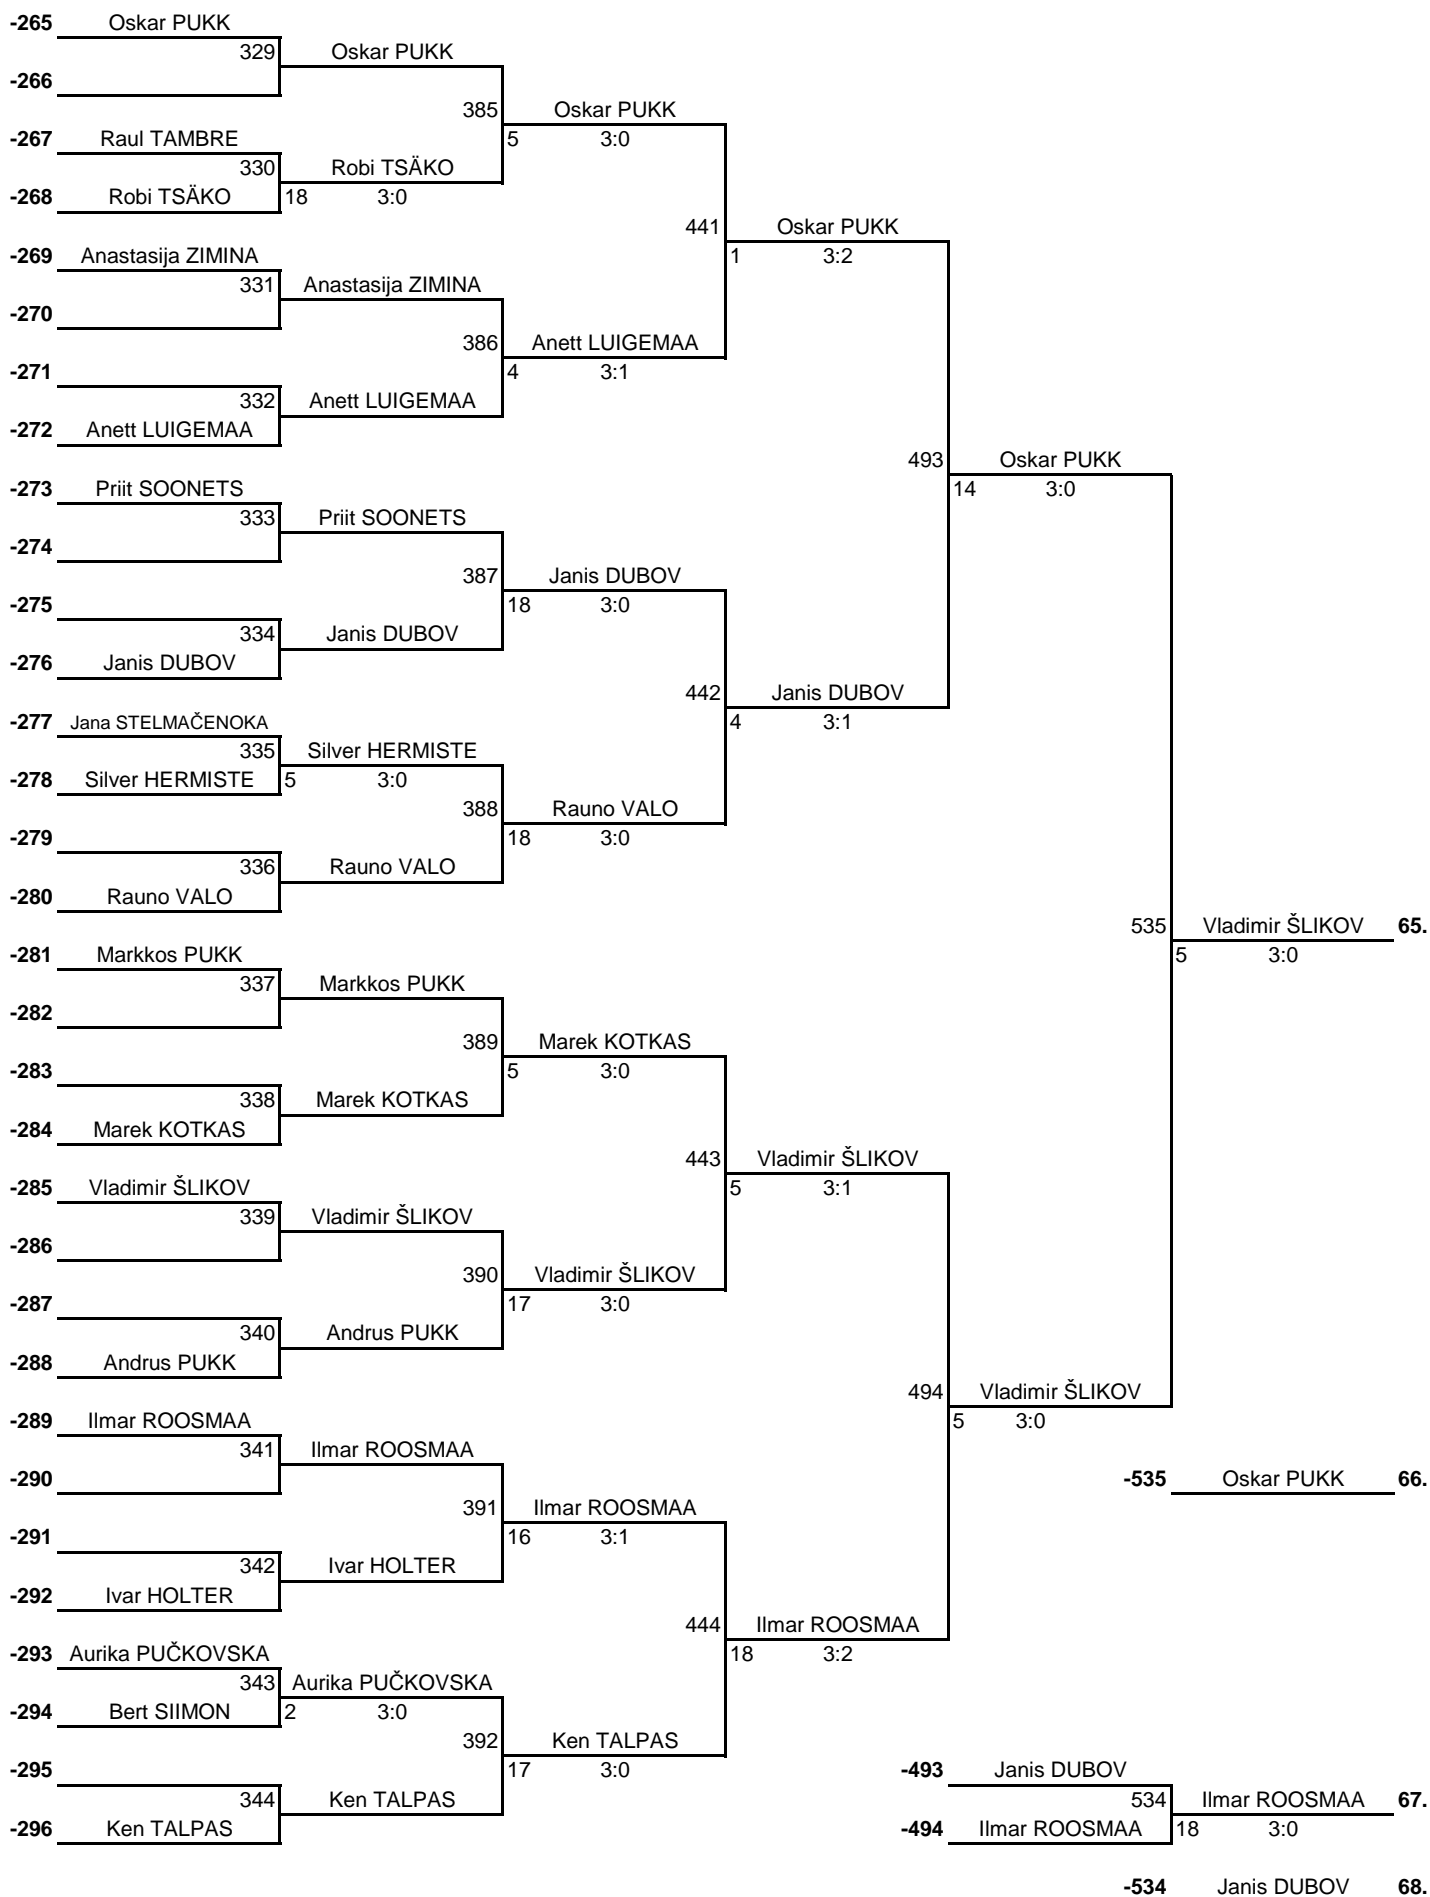 -265 Oskar PUKK
329 Oskar PUKK
-266
385 Oskar PUKK
-267 Raul TAMBRE 5 3:0
330 Robi TSÄKO
-268 Robi TSÄKO 18 3:0
441 Oskar PUKK
-269 Anastasija ZIMINA 1 3:2
331 Anastasija ZIMINA
-270
386 Anett LUIGEMAA
-271 4 3:1
332 Anett LUIGEMAA
-272 Anett LUIGEMAA
493 Oskar PUKK
-273 Priit SOONETS 14 3:0
333 Priit SOONETS
-274
387 Janis DUBOV
-275 18 3:0
334 Janis DUBOV
-276 Janis DUBOV
442 Janis DUBOV
-277 Jana STELMAČENOKA 4 3:1
335 Silver HERMISTE
-278 Silver HERMISTE 5 3:0
388 Rauno VALO
-279 18 3:0
336 Rauno VALO
-280 Rauno VALO
535 Vladimir ŠLIKOV 65.
-281 Markkos PUKK 5 3:0
337 Markkos PUKK
-282
389 Marek KOTKAS
-283 5 3:0
338 Marek KOTKAS
-284 Marek KOTKAS
443 Vladimir ŠLIKOV
-285 Vladimir ŠLIKOV 5 3:1
339 Vladimir ŠLIKOV
-286
390 Vladimir ŠLIKOV
-287 17 3:0
340 Andrus PUKK
-288 Andrus PUKK
494 Vladimir ŠLIKOV
-289 Ilmar ROOSMAA 5 3:0
341 Ilmar ROOSMAA
-290 -535 Oskar PUKK 66.
391 Ilmar ROOSMAA
-291 16 3:1
342 Ivar HOLTER
-292 Ivar HOLTER
444 Ilmar ROOSMAA
-293 Aurika PUČKOVSKA 18 3:2
343 Aurika PUČKOVSKA
-294 Bert SIIMON 2 3:0
392 Ken TALPAS
-295 17 3:0 -493 Janis DUBOV
344 Ken TALPAS 534 Ilmar ROOSMAA 67.
-296 Ken TALPAS -494 Ilmar ROOSMAA 18 3:0
-534 Janis DUBOV 68.